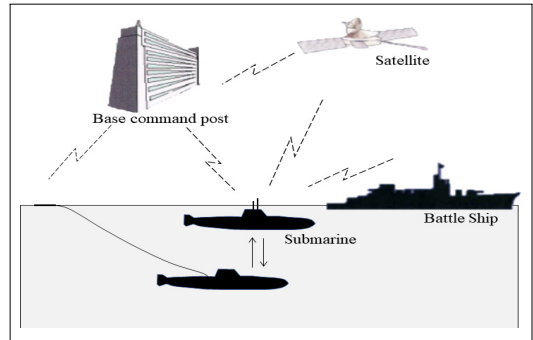 Satellite
Base command post
Battle Ship
Submarine